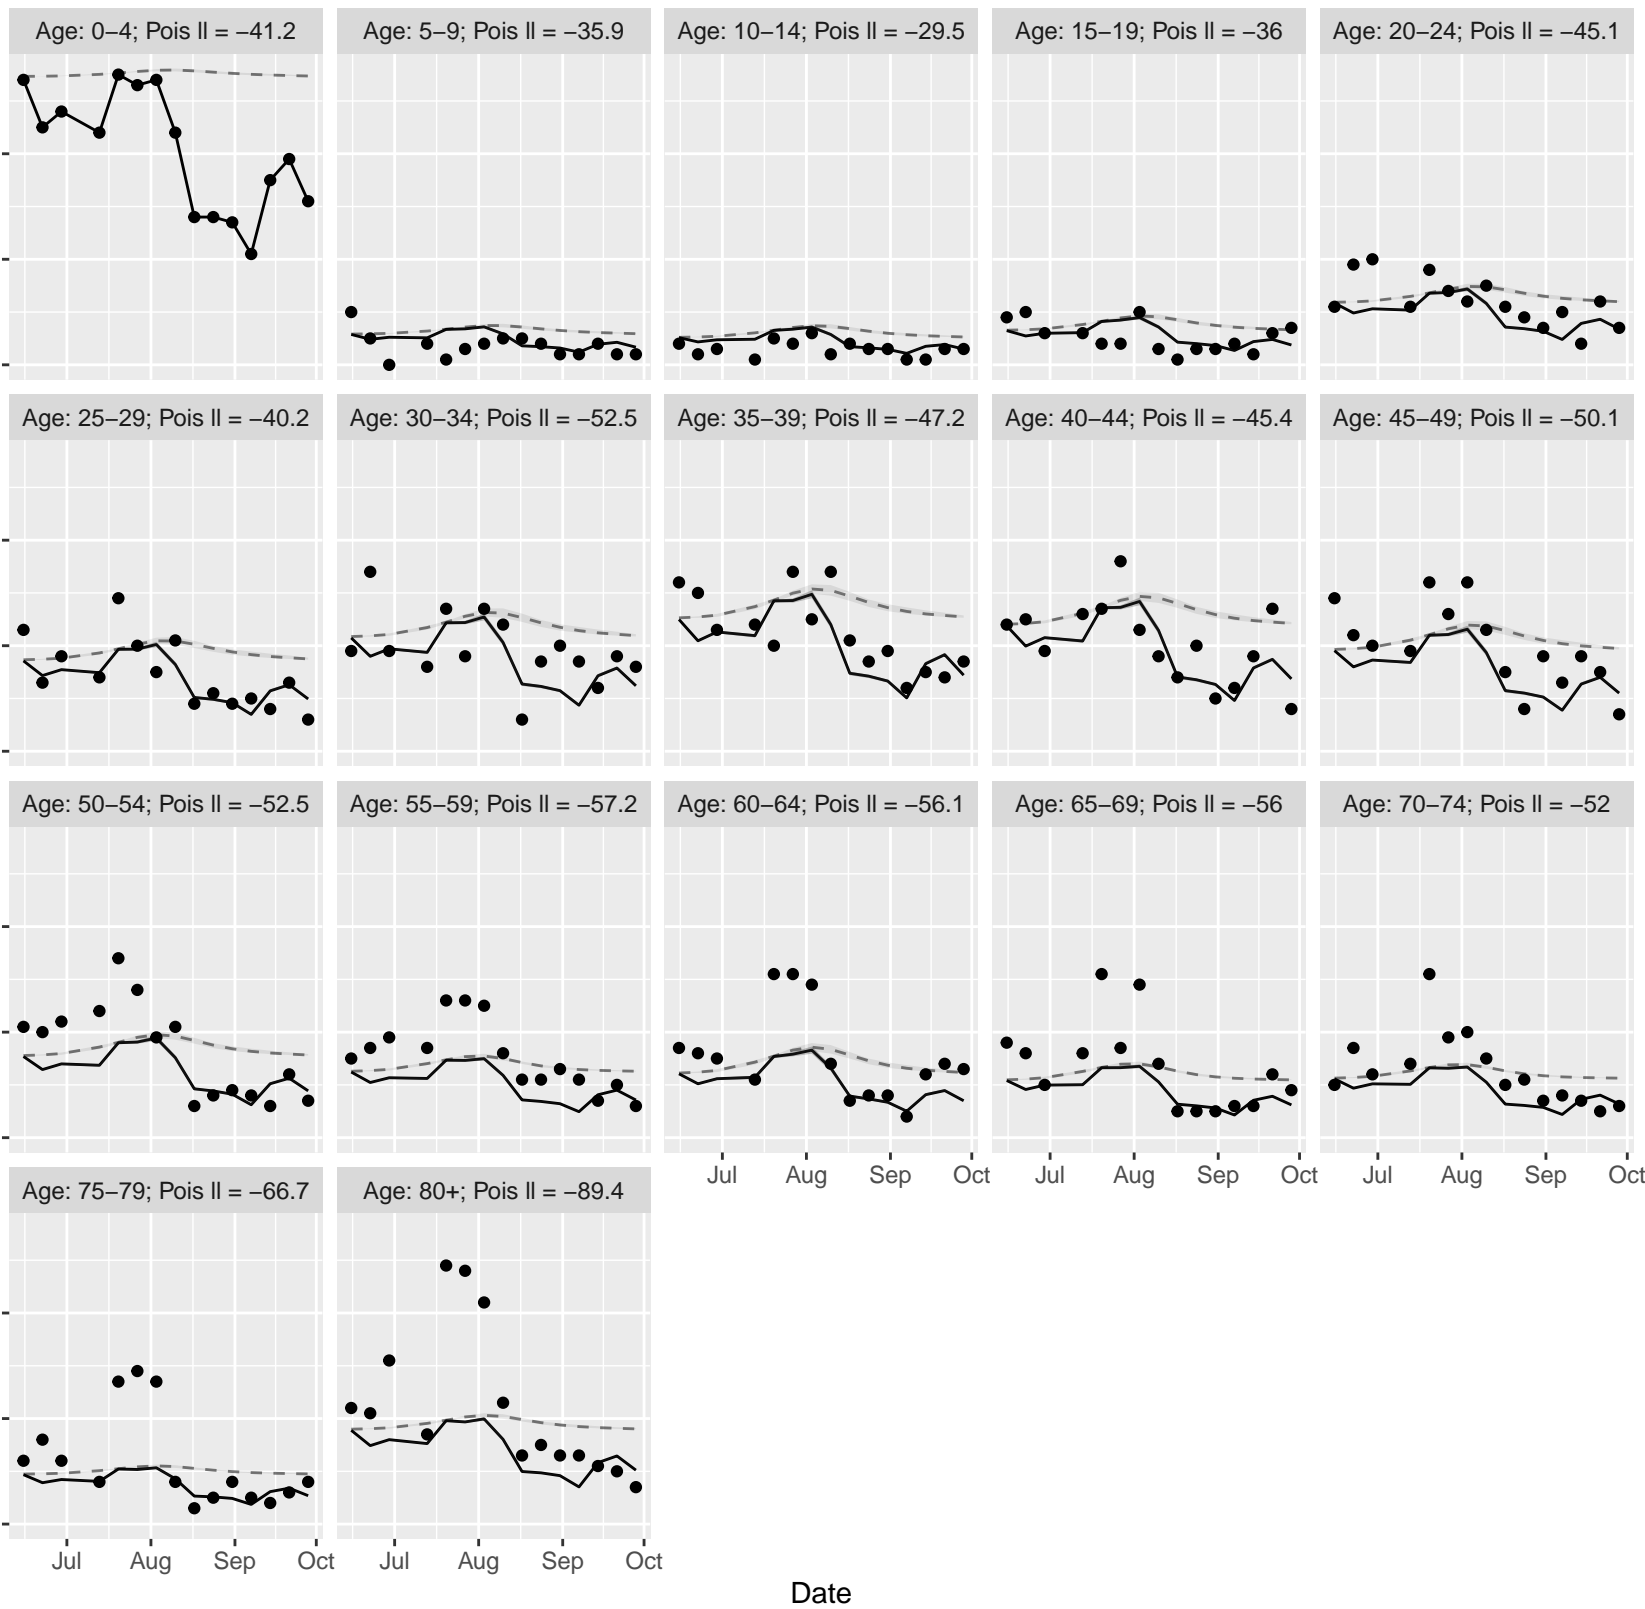 Age: 0–4; Pois ll = −41.2
Age: 5–9; Pois ll = −35.9
Age: 10–14; Pois ll = −29.5
Age: 15–19; Pois ll = −36
Age: 20–24; Pois ll = −45.1
Age: 25–29; Pois ll = −40.2
Age: 30–34; Pois ll = −52.5
Age: 35–39; Pois ll = −47.2
Age: 40–44; Pois ll = −45.4
Age: 45–49; Pois ll = −50.1
Age: 50–54; Pois ll = −52.5
Age: 55–59; Pois ll = −57.2
Age: 60–64; Pois ll = −56.1
Age: 65–69; Pois ll = −56
Age: 70–74; Pois ll = −52
Jul Aug Sep Oct
Jul Aug Sep Oct
Jul Aug Sep Oct
Age: 75–79; Pois ll = −66.7
Age: 80+; Pois ll = −89.4
Jul Aug Sep Oct
Jul Aug Sep Oct
Date